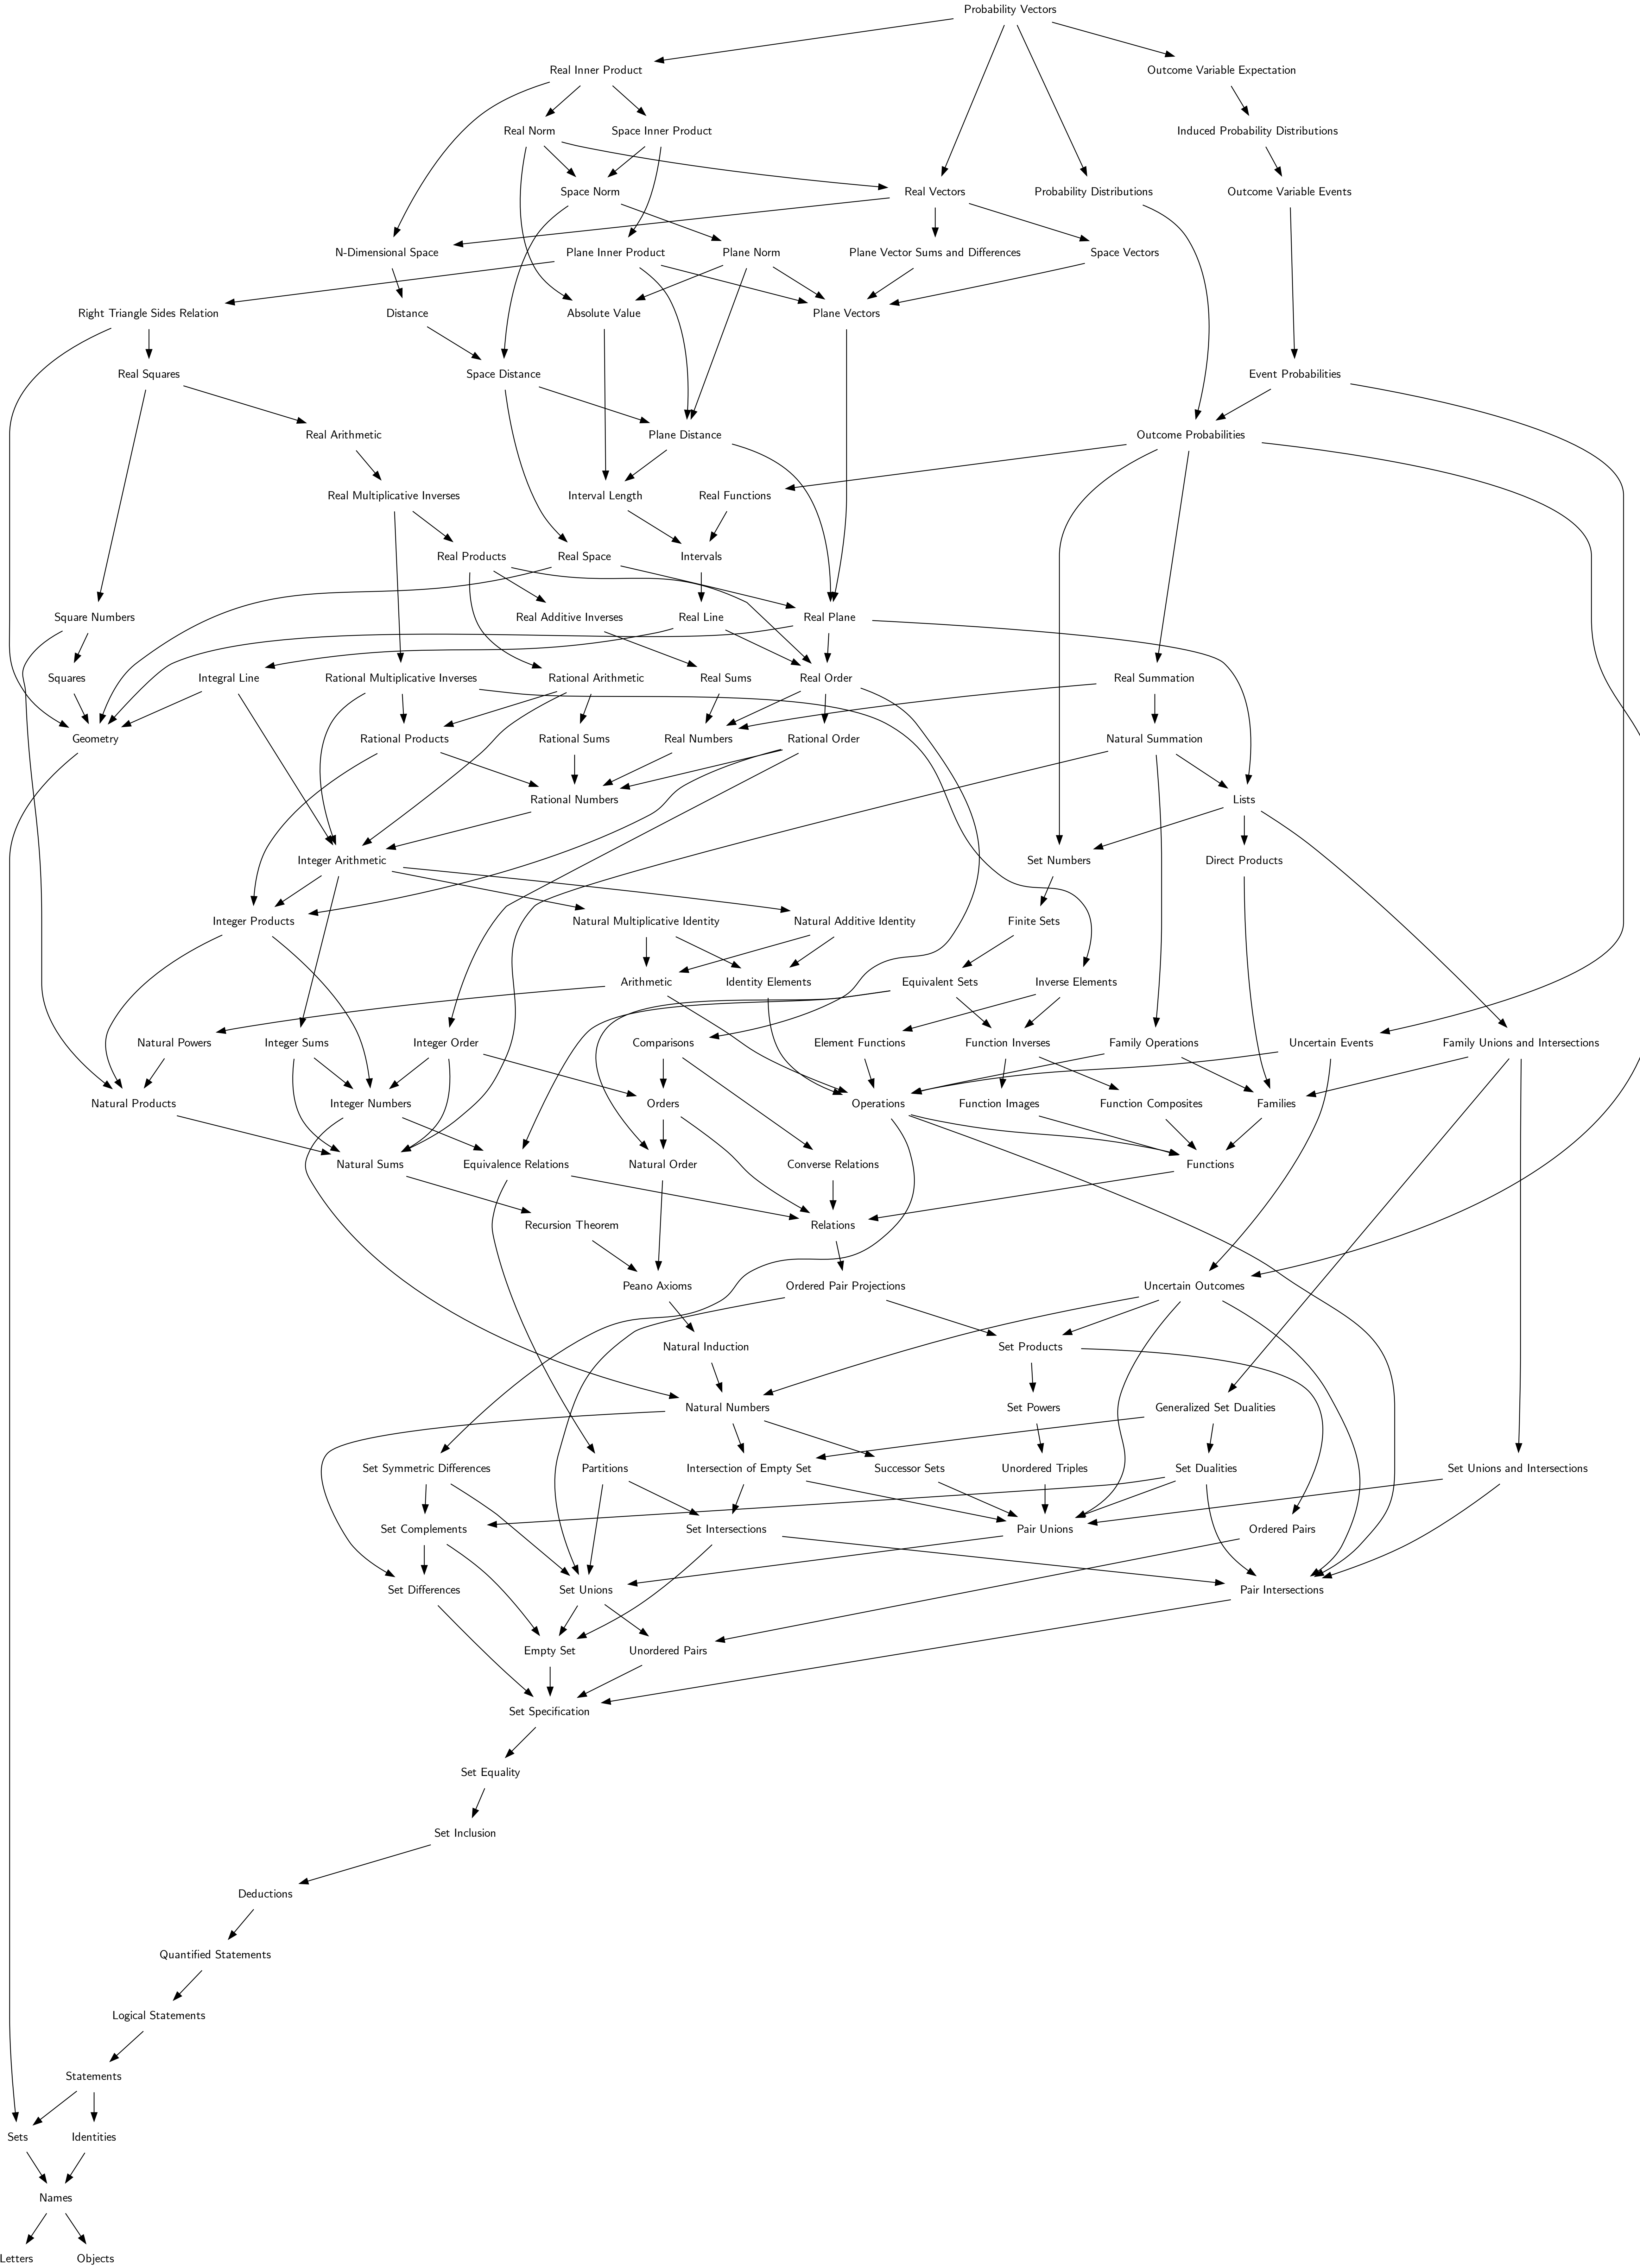 Probability Vectors
Real Inner Product
Outcome Variable Expectation
Real Norm
Space Inner Product
Induced Probability Distributions
Space Norm
Real Vectors
Probability Distributions
Outcome Variable Events
N-Dimensional Space
Plane Inner Product
Plane Norm
Plane Vector Sums and Differences
Space Vectors
Right Triangle Sides Relation
Distance
Absolute Value
Plane Vectors
Real Squares
Space Distance
Event Probabilities
Real Arithmetic
Plane Distance
Outcome Probabilities
Real Multiplicative Inverses
Interval Length
Real Functions
Real Products
Real Space
Intervals
Square Numbers
Real Additive Inverses
Real Line
Real Plane
Squares
Integral Line
Rational Multiplicative Inverses
Rational Arithmetic
Real Sums
Real Order
Real Summation
Geometry
Rational Products
Rational Sums
Real Numbers
Rational Order
Natural Summation
Rational Numbers
Lists
Integer Arithmetic
Set Numbers
Direct Products
Integer Products
Natural Multiplicative Identity
Natural Additive Identity
Finite Sets
Arithmetic
Identity Elements
Equivalent Sets
Inverse Elements
Natural Powers
Integer Sums
Integer Order
Comparisons
Element Functions
Function Inverses
Family Operations
Uncertain Events
Family Unions and Intersections
Natural Products
Integer Numbers
Orders
Operations
Function Images
Function Composites
Families
Natural Sums
Equivalence Relations
Natural Order
Converse Relations
Functions
Recursion Theorem
Relations
Peano Axioms
Ordered Pair Projections
Uncertain Outcomes
Natural Induction
Set Products
Natural Numbers
Set Powers
Generalized Set Dualities
Set Symmetric Differences
Partitions
Intersection of Empty Set
Successor Sets
Unordered Triples
Set Dualities
Set Unions and Intersections
Set Complements
Set Intersections
Pair Unions
Ordered Pairs
Set Differences
Set Unions
Pair Intersections
Empty Set
Unordered Pairs
Set Specification
Set Equality
Set Inclusion
Deductions
Quantified Statements
Logical Statements
Statements
Sets
Identities
Names
Letters
Objects